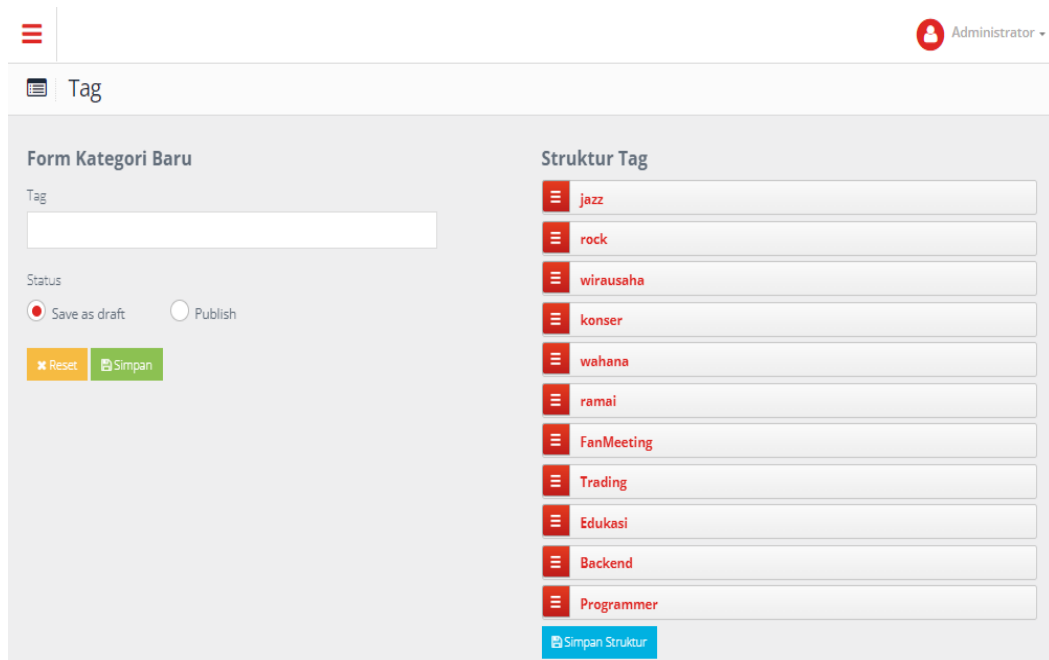 Administrator
Tag
Form Kategori Baru
Tag
Status
Save as draft
Publish
Reset
Simpan
Struktur Tag
jazz
rock
wirausaha
konser
wahana
ramai
FanMeeting
Trading
Edukasi
Backend
Programmer
Simpan Struktur